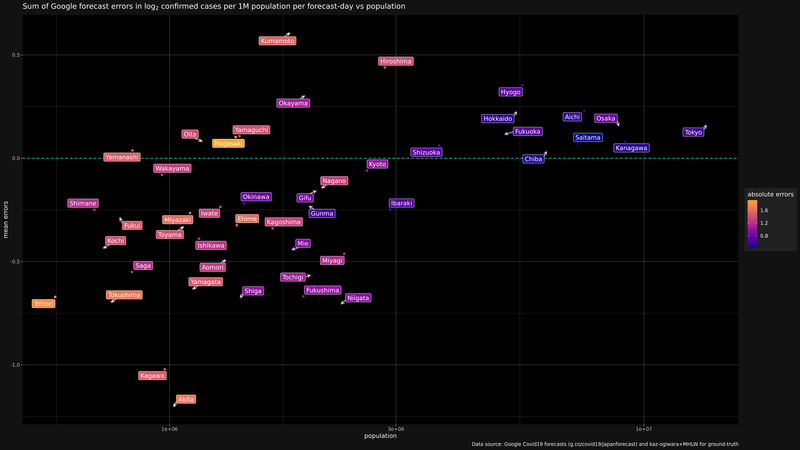 Sum of Google forecast errors in log2 confirmed cases per 1M population per forecast-day vs population
Kumamoto
0.5
Hiroshima
Hyogo
Okayama
Hokkaido
Aichi
Osaka
Oita
Yamaguchi
Fukuoka
Tokyo
Nagasaki
Saitama
Kanagawa
Shizuoka
Yamanashi
0.0
Chiba
Kyoto
Wakayama
Nagano
absolute errors
Shimane
Okinawa
Gifu
Ibaraki
1.6
Iwate
Gunma
1.2
Miyazaki
Ehime
Kagoshima
0.8
Fukui
mean errors
Toyama
Kochi
Ishikawa
Mie
Saga
Aomori
Miyagi
-0.5
Tochigi
Yamagata
Tokushima
Shiga
Fukushima
Niigata
Tottori
-1.0
Kagawa
Akita
1e+06
3e+06
1e+07
population
Data source: Google Covid19 forecasts (g.co/covid19/japanforecast) and kaz-ogiwara+MHLW for ground-truth